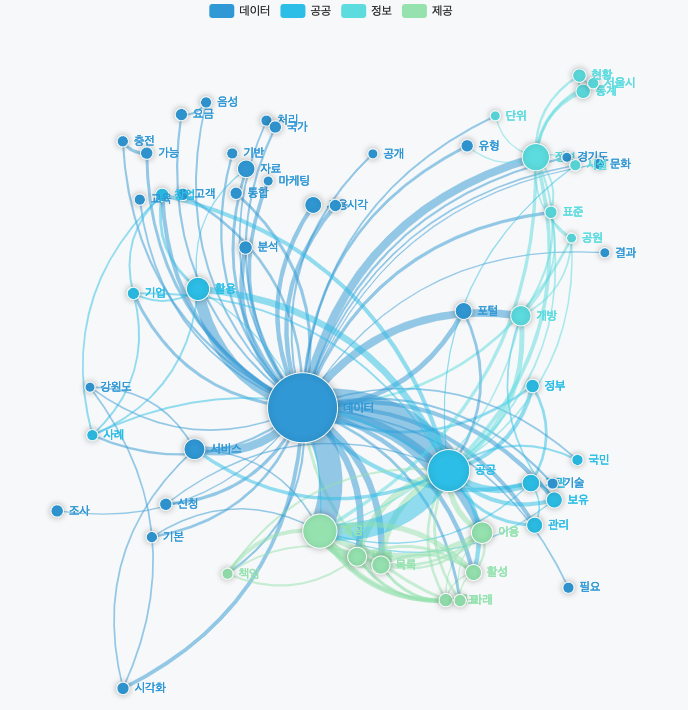 데이터 공공 정보 제공
현황
서울시
통계
음성
요금
단위
처리
국가
충전
가능
기반
공개
유형
경기도
문화
자료
마케팅
교육
고객
통합
시각
표준
공원
분석
결과
기업
활용
포털
개방
강원도
정부
데이터
사례
서비스
공공
국민
기술
보유
조사
신청
관리
이용
기본
목록
책임
활성
필요
미래
시각화